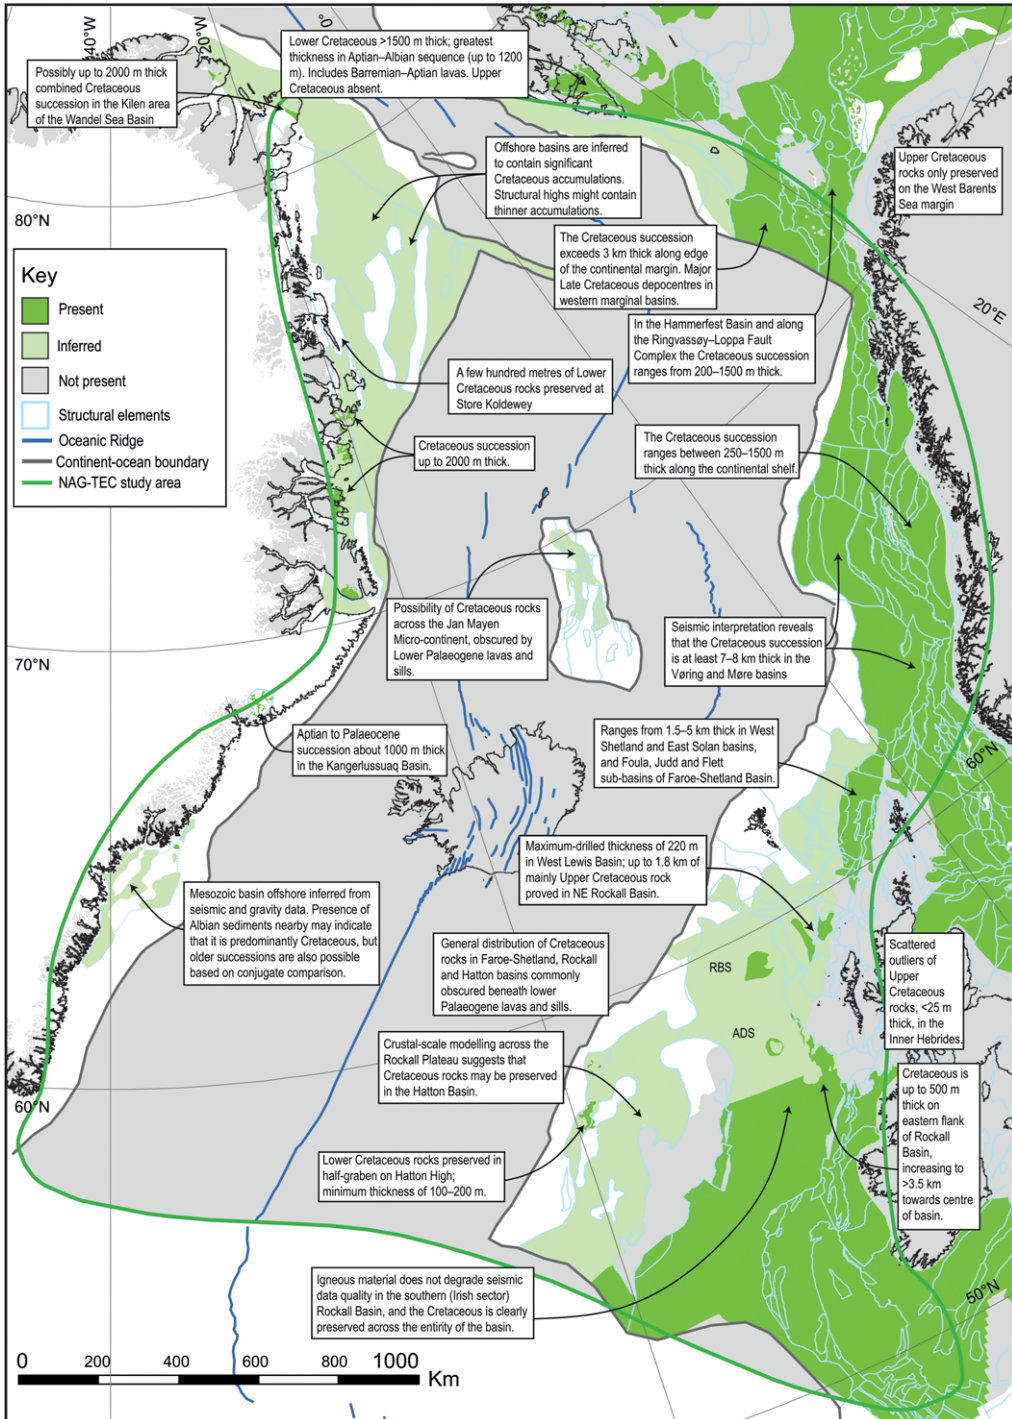 40°W
20°W
0°
Possibly up to 2000 m thick
combined Cretaceous
succession in the Kilen area
of the Wandel Sea Basin
Lower Cretaceous >1500 m thick; greatest
thickness in Aptian–Albian sequence (up to 1200
m). Includes Barremian–Aptian lavas. Upper
Cretaceous absent.
Offshore basins are inferred
to contain significant
Cretaceous accumulations.
Structural highs might contain
thinner accumulations.
Upper Cretaceous
rocks only preserved
on the West Barents
Sea margin
80°N
The Cretaceous succession
exceeds 3 km thick along edge
of the continental margin. Major
Late Cretaceous depocentres in
western marginal basins.
20°E
In the Hammerfest Basin and along
the Ringvassøy–Loppa Fault
Complex the Cretaceous succession
ranges from 200–1500 m thick.
Key
Present
Inferred
Not present
Structural elements
Oceanic Ridge
Continent-ocean boundary
NAG-TEC study area
A few hundred metres of Lower
Cretaceous rocks preserved at
Store Koldewey
Cretaceous succession
up to 2000 m thick.
The Cretaceous succession
ranges between 250–1500 m
thick along the continental shelf.
Possibility of Cretaceous rocks
across the Jan Mayen
Micro-continent, obscured by
Lower Palaeogene lavas and
sills.
Seismic interpretation reveals
that the Cretaceous succession
is at least 7–8 km thick in the
Vøring and Møre basins
70°N
Aptian to Palaeocene
succession about 1000 m thick
in the Kangerlussuaq Basin.
Ranges from 1.5–5 km thick in West
Shetland and East Solan basins,
and Foula, Judd and Flett
sub-basins of Faroe-Shetland Basin.
60°N
Maximum-drilled thickness of 220 m
in West Lewis Basin; up to 1.8 km of
mainly Upper Cretaceous rock
proved in NE Rockall Basin.
Mesozoic basin offshore inferred from
seismic and gravity data. Presence of
Albian sediments nearby may indicate
that it is predominantly Cretaceous, but
older successions are also possible
based on conjugate comparison.
General distribution of Cretaceous
rocks in Faroe-Shetland, Rockall
and Hatton basins commonly
obscured beneath lower
Palaeogene lavas and sills.
RBS
ADS
Scattered
outliers of
Upper
Cretaceous
rocks, <25 m
thick, in the
Inner Hebrides.
Crustal-scale modelling across the
Rockall Plateau suggests that
Cretaceous rocks may be preserved
in the Hatton Basin.
Cretaceous is
up to 500 m
thick on
eastern flank
of Rockall
Basin,
increasing to
>3.5 km
towards centre
of basin.
60°N
Lower Cretaceous rocks preserved in
half-graben on Hatton High;
minimum thickness of 100–200 m.
Igneous material does not degrade seismic
data quality in the southern (Irish sector)
Rockall Basin, and the Cretaceous is clearly
preserved across the entirity of the basin.
50°N
0 200 400 600 800 1000
Km